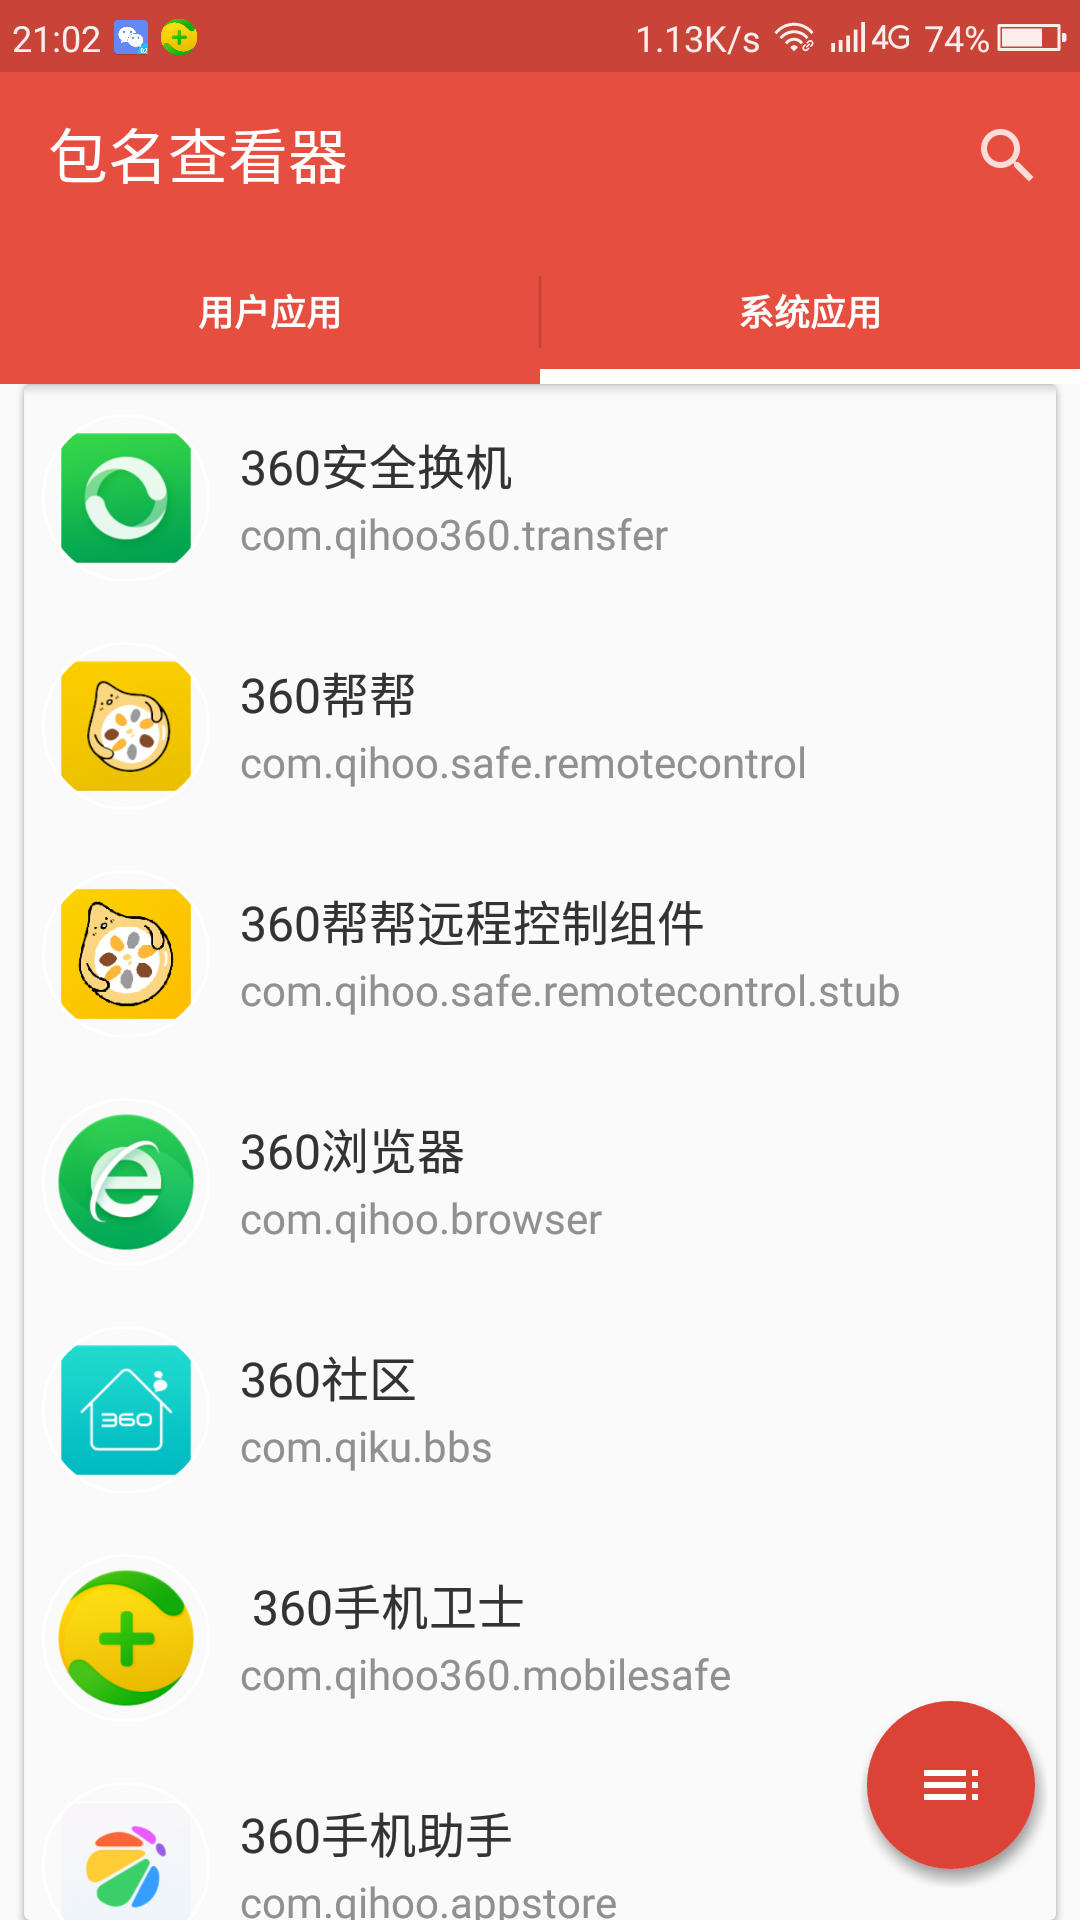 21:02 1.13K/s 4G 74%
包名查看器
用户应用 系统应用
360安全换机
com.qihoo360.transfer
360帮帮
com.qihoo.safe.remotecontrol
360帮帮远程控制组件
com.qihoo.safe.remotecontrol.stub
360浏览器
com.qihoo.browser
360
360社区
com.qiku.bbs
360手机卫士
com.qihoo360.mobilesafe
360手机助手
com.qihoo.appstore